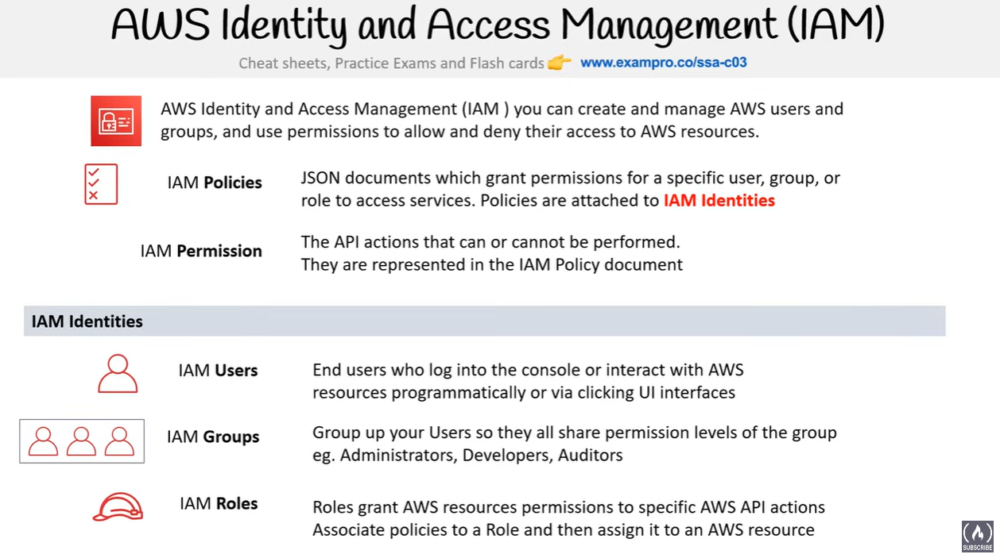 AWS Identity and Access Management (IAM)
Cheat sheets, Practice Exams and Flash cards 👉 www.exampro.co/ssa-c03
AWS Identity and Access Management (IAM ) you can create and manage AWS users and
groups, and use permissions to allow and deny their access to AWS resources.
IAM Policies
JSON documents which grant permissions for a specific user, group, or
role to access services. Policies are attached to IAM Identities
IAM Permission
The API actions that can or cannot be performed.
They are represented in the IAM Policy document
IAM Identities
IAM Users
End users who log into the console or interact with AWS
resources programmatically or via clicking UI interfaces
IAM Groups
Group up your Users so they all share permission levels of the group
eg. Administrators, Developers, Auditors
IAM Roles
Roles grant AWS resources permissions to specific AWS API actions
Associate policies to a Role and then assign it to an AWS resource
SUBSCRIBE